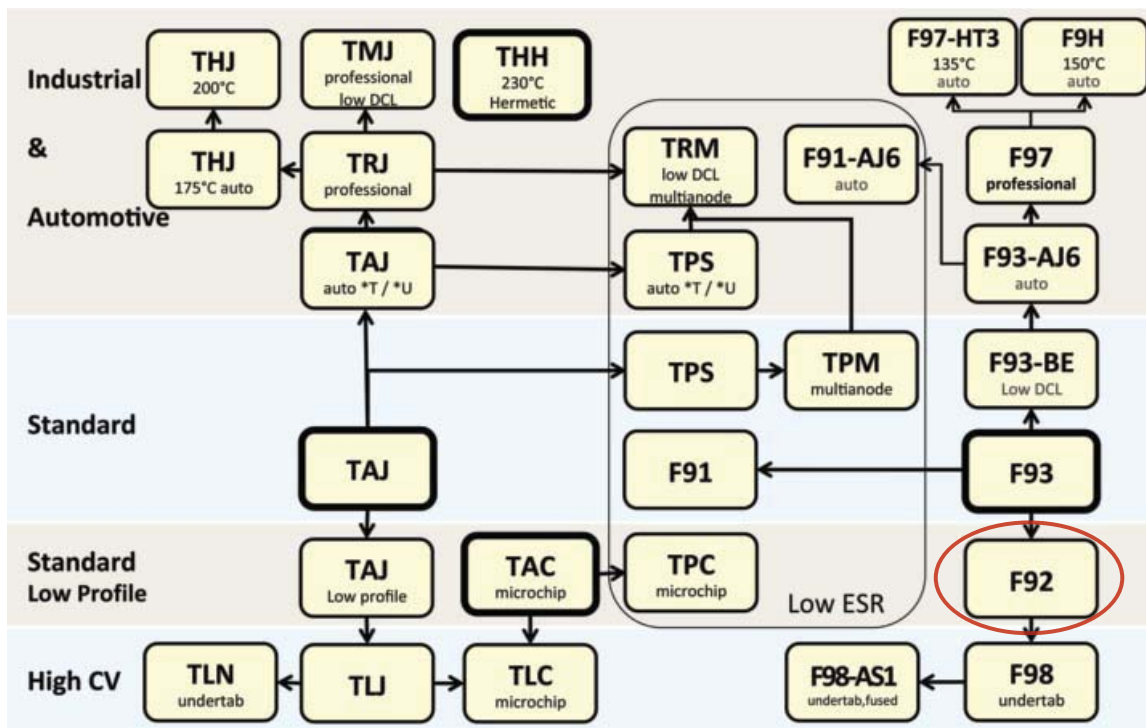 Industrial
&
Automotive
THJ
200°C
TMJ
professional
low DCL
THH
230°C
Hermetic
F97-HT3
135°C
auto
F9H
150°C
auto
THJ
175°C auto
TRJ
professional
TRM
low DCL
multianode
F91-AJ6
auto
F97
professional
TAJ
auto *T / *U
TPS
auto *T / *U
F93-AJ6
auto
Standard
TPS
TPM
multianode
F93-BE
Low DCL
TAJ
F91
F93
Standard
Low Profile
TAJ
Low profile
TAC
microchip
TPC
microchip
Low ESR
F92
High CV
TLN
undertab
TLJ
TLC
microchip
F98-AS1
undertab,fused
F98
undertab